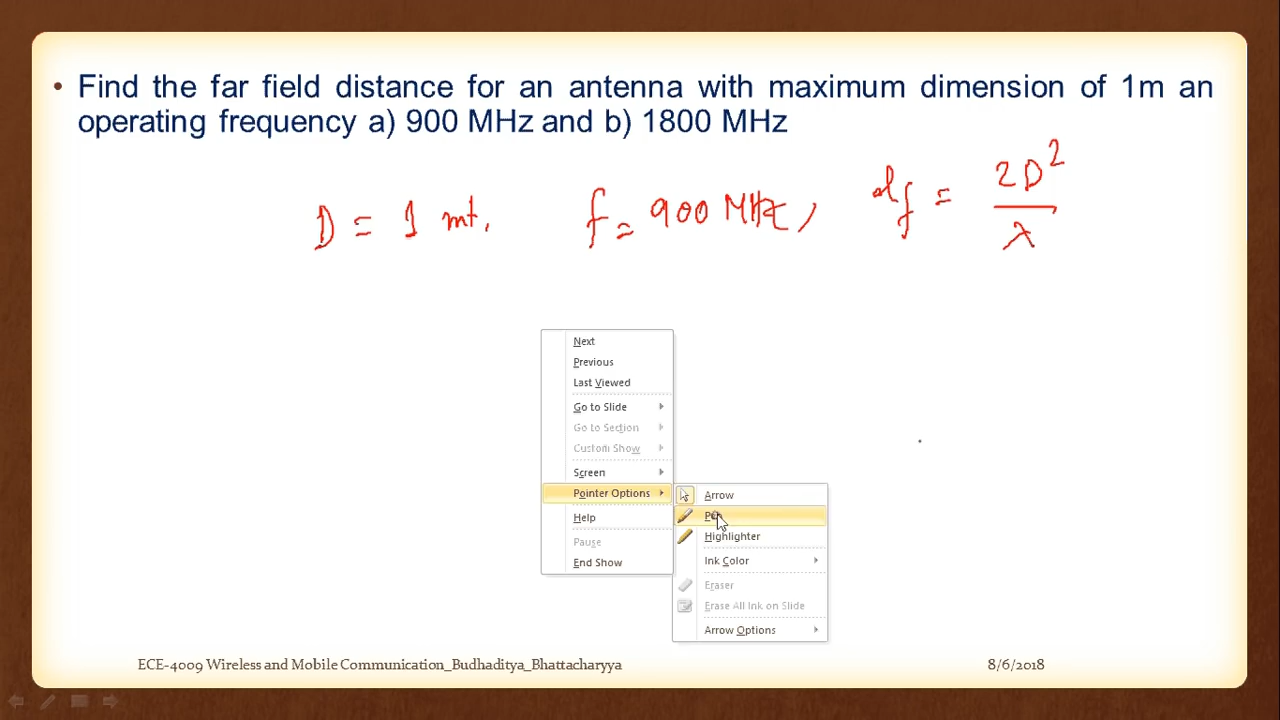 • Find the far field distance for an antenna with maximum dimension of 1m an
operating frequency a) 900 MHz and b) 1800 MHz
D = 1 mt. f = 900 MHz, df = 2D²/λ
Next
Previous
Last Viewed
Go to Slide
Go to Section
Custom Show
Screen
Pointer Options
Help
Pause
End Show
Arrow
Pen
Highlighter
Ink Color
Eraser
Erase All Ink on Slide
Arrow Options
ECE-4009 Wireless and Mobile Communication_Budhaditya_Bhattacharyya 8/6/2018